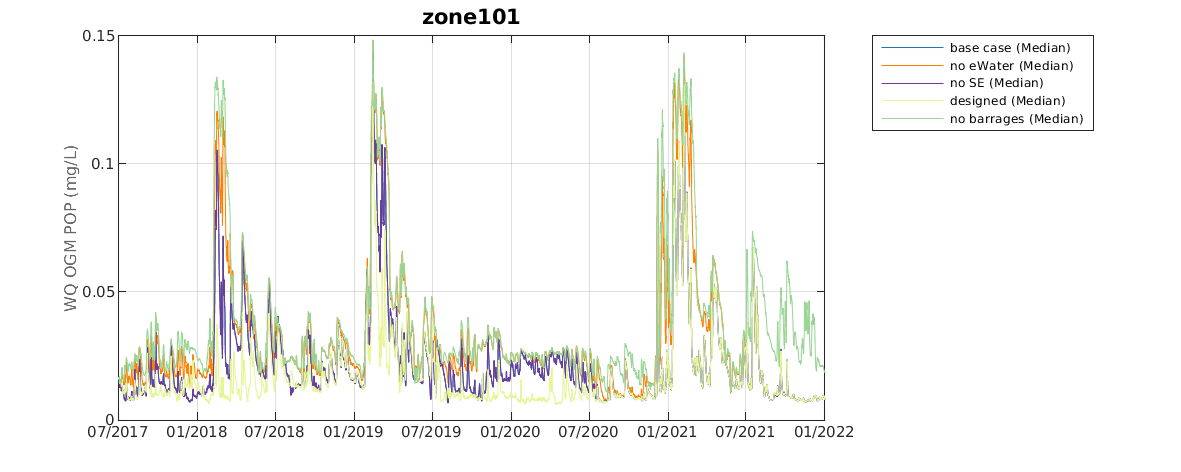 zone101
WQ OGM POP (mg/L)
0.15
0.1
0.05
0
07/2017 01/2018 07/2018 01/2019 07/2019 01/2020 07/2020 01/2021 07/2021 01/2022
base case (Median)
no eWater (Median)
no SE (Median)
designed (Median)
no barrages (Median)